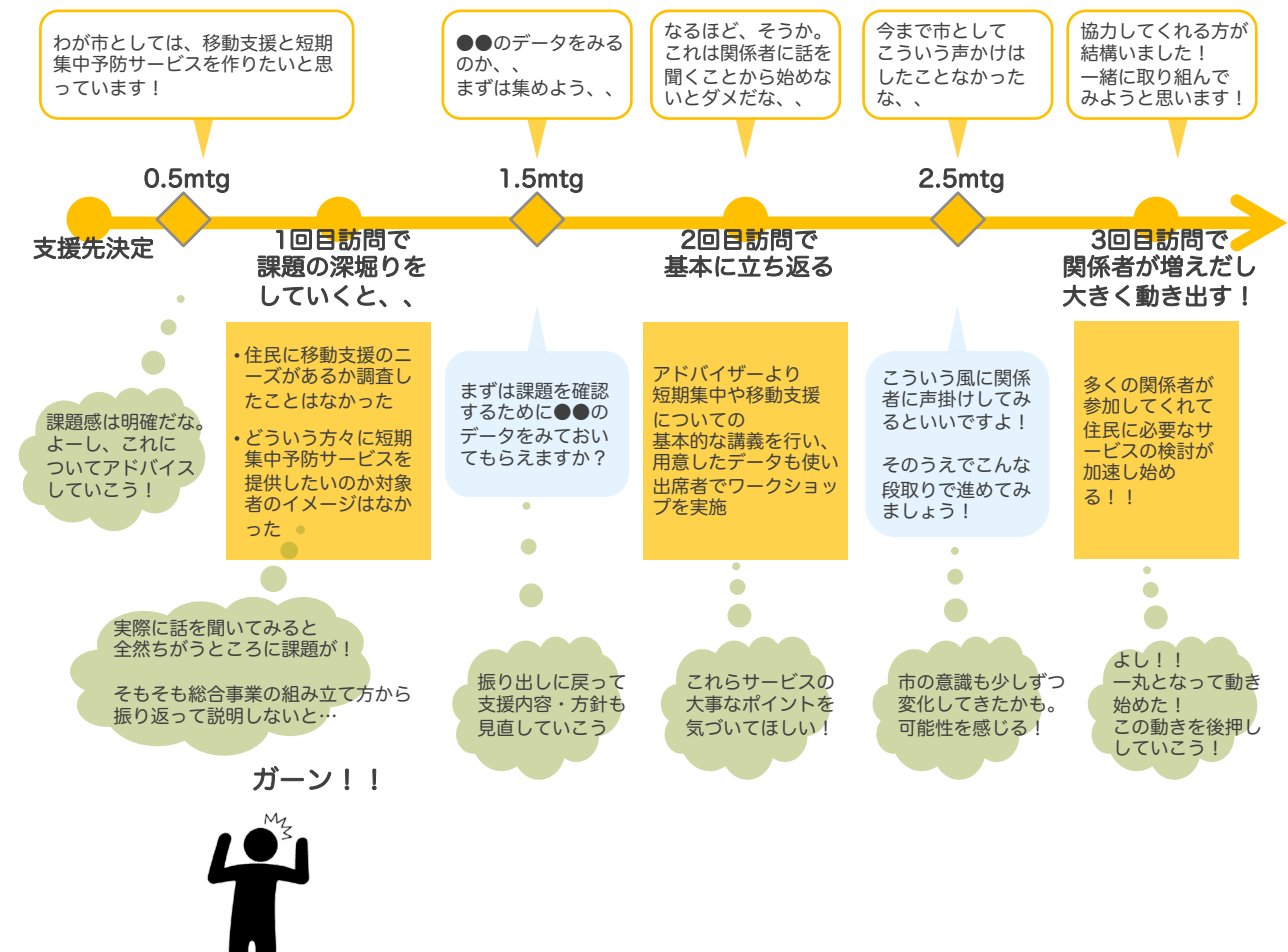 わが市としては、移動支援と短期
集中予防サービスを作りたいと思
っています！
●●のデータをみる
のか、、
まずは集めよう、、
なるほど、そうか。
これは関係者に話を
聞くことから始めな
いとダメだな、、
今まで市として
こういう声かけは
したことなかった
な、、
協力してくれる方が
結構いました！
一緒に取り組んで
みようと思います！
0.5mtg
1.5mtg
2.5mtg
支援先決定
1回目訪問で
課題の深堀りを
していくと、、
2回目訪問で
基本に立ち返る
3回目訪問で
関係者が増えだし
大きく動き出す！
課題感は明確だな。
よーし、これに
ついてアドバイス
していこう！
・住民に移動支援のニ
ーズがあるか調査し
たことはなかった
・どういう方々に短期
集中予防サービスを
提供したいのか対象
者のイメージはなか
った
まずは課題を確認
するために●●の
データをみておい
てもらえますか？
アドバイザーより
短期集中や移動支援
についての
基本的な講義を行い、
用意したデータも使い
出席者でワークショッ
プを実施
こういう風に関係
者に声掛けしてみ
るといいですよ！
そのうえでこんな
段取りで進めてみ
ましょう！
多くの関係者が
参加してくれて
住民に必要なサ
ービスの検討が
加速し始め
る！！
実際に話を聞いてみると
全然ちがうところに課題が！
そもそも総合事業の組み立て方から
振り返って説明しないと…
振り出しに戻って
支援内容・方針も
見直していこう
これらサービスの
大事なポイントを
気づいてほしい！
市の意識も少しずつ
変化してきたかも。
可能性を感じる！
よし！！
一丸となって動き
始めた！
この動きを後押し
していこう！
ガーン！！